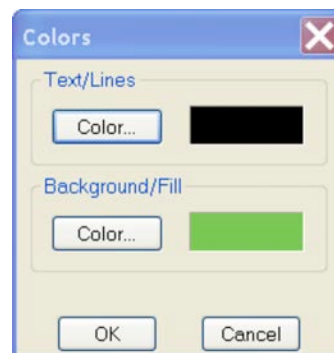 Colors
Text/Lines
Color...
Background/Fill
Color...
OK Cancel